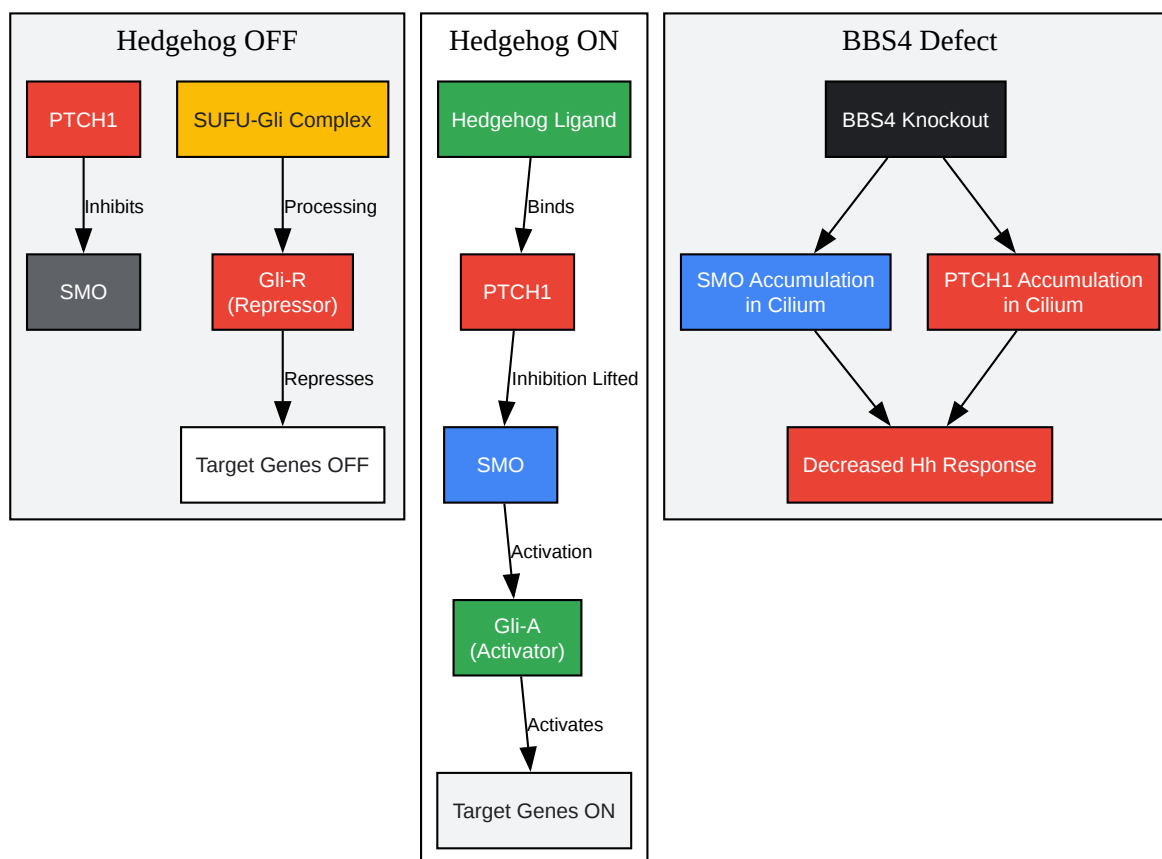 Hedgehog OFF
PTCH1
SUFU-Gli Complex
Inhibits
Processing
SMO
Gli-R
(Repressor)
Represses
Target Genes OFF
Hedgehog ON
Hedgehog Ligand
Binds
PTCH1
Inhibition Lifted
SMO
Activation
Gli-A
(Activator)
Activates
Target Genes ON
BBS4 Defect
BBS4 Knockout
SMO Accumulation
in Cilium
PTCH1 Accumulation
in Cilium
Decreased Hh Response